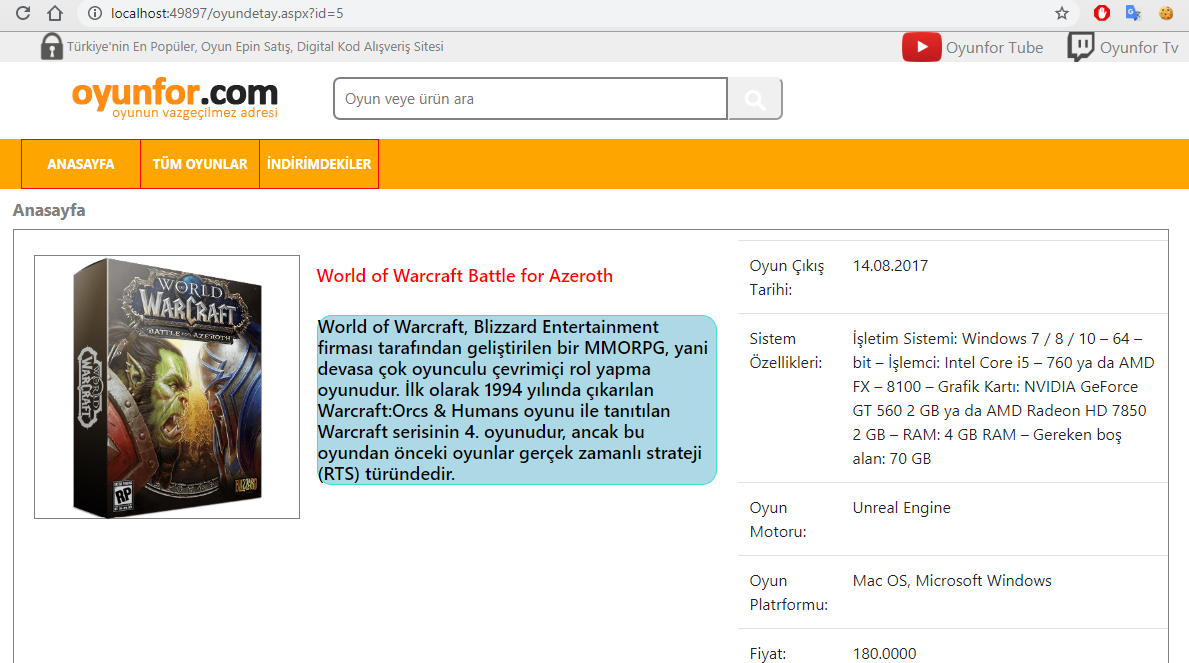 localhost:49897/oyundetay.aspx?id=5
Türkiye'nin En Popüler, Oyun Epin Satış, Digital Kod Alışveriş Sitesi
Oyunfor Tube
Oyunfor Tv
oyunfor.com
oyunun vazgeçilmez adresi
Oyun veye ürün ara
ANASAYFA
TÜM OYUNLAR
İNDİRİMDEKİLER
Anasayfa
WORLD
WARCRAFT
BATTLE FOR AZEROTH
WORLD
WARCRAFT
RP
BLIZZARD
World of Warcraft Battle for Azeroth
World of Warcraft, Blizzard Entertainment
firması tarafından geliştirilen bir MMORPG, yani
devasa çok oyunculu çevrimiçi rol yapma
oyunudur. İlk olarak 1994 yılında çıkarılan
Warcraft:Orcs & Humans oyunu ile tanıtılan
Warcraft serisinin 4. oyunudur, ancak bu
oyundan önceki oyunlar gerçek zamanlı strateji
(RTS) türündedir.
Oyun Çıkış
Tarihi:
14.08.2017
Sistem
Özellikleri:
İşletim Sistemi: Windows 7 / 8 / 10 – 64 –
bit – İşlemci: Intel Core i5 – 760 ya da AMD
FX – 8100 – Grafik Kartı: NVIDIA GeForce
GT 560 2 GB ya da AMD Radeon HD 7850
2 GB – RAM: 4 GB RAM – Gereken boş
alan: 70 GB
Oyun
Motoru:
Unreal Engine
Oyun
Platrformu:
Mac OS, Microsoft Windows
Fiyat:
180.0000